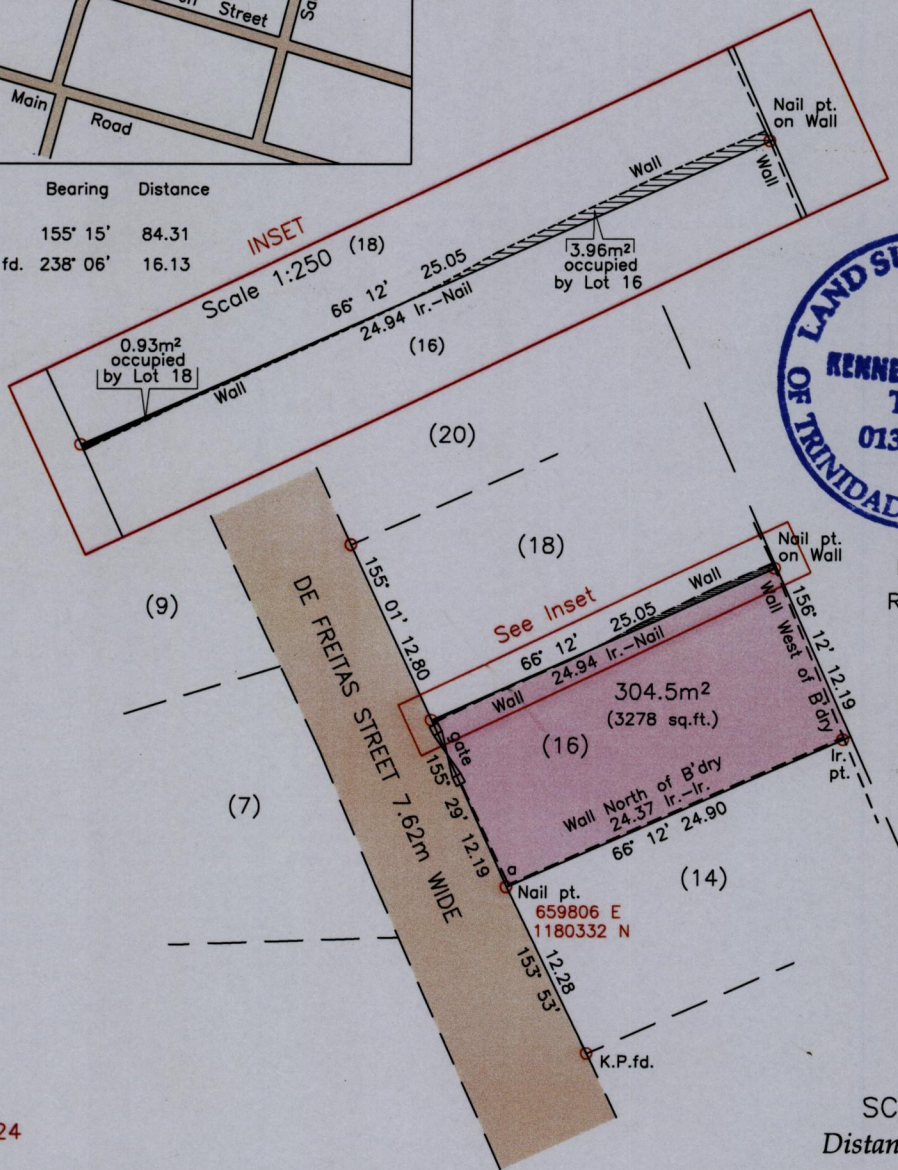 Street
Main
Road
Bearing Distance
155° 15' 84.31
fd. 238° 06' 16.13
INSET
Scale 1:250 (18)
Nail pt.
on Wall
Wall
Wall
3.96m²
occupied
by Lot 16
66° 12' 25.05
24.94 Ir.-Nail
(16)
0.93m²
occupied
by Lot 18
Wall
LAND
OF TRINIDAD
KENNE
013
(20)
(18)
(9)
(7)
DE FREITAS STREET 7.62m WIDE
155° 01' 12.80
See Inset
Nail pt.
on Wall
Wall
66° 12' 25.05
24.94 Ir.-Nail
Wall
156° 12' 12.19
Wall West of B'dry
304.5m²
(3278 sq.ft.)
(16)
gate
155° 29' 12.19
Wall North of B'dry
24.37 Ir.-Ir.
66° 12' 24.90
Ir.
pt.
a
Nail pt.
659806 E
1180332 N
(14)
153° 53' 12.28
K.P.fd.
R
24
SC
Distan